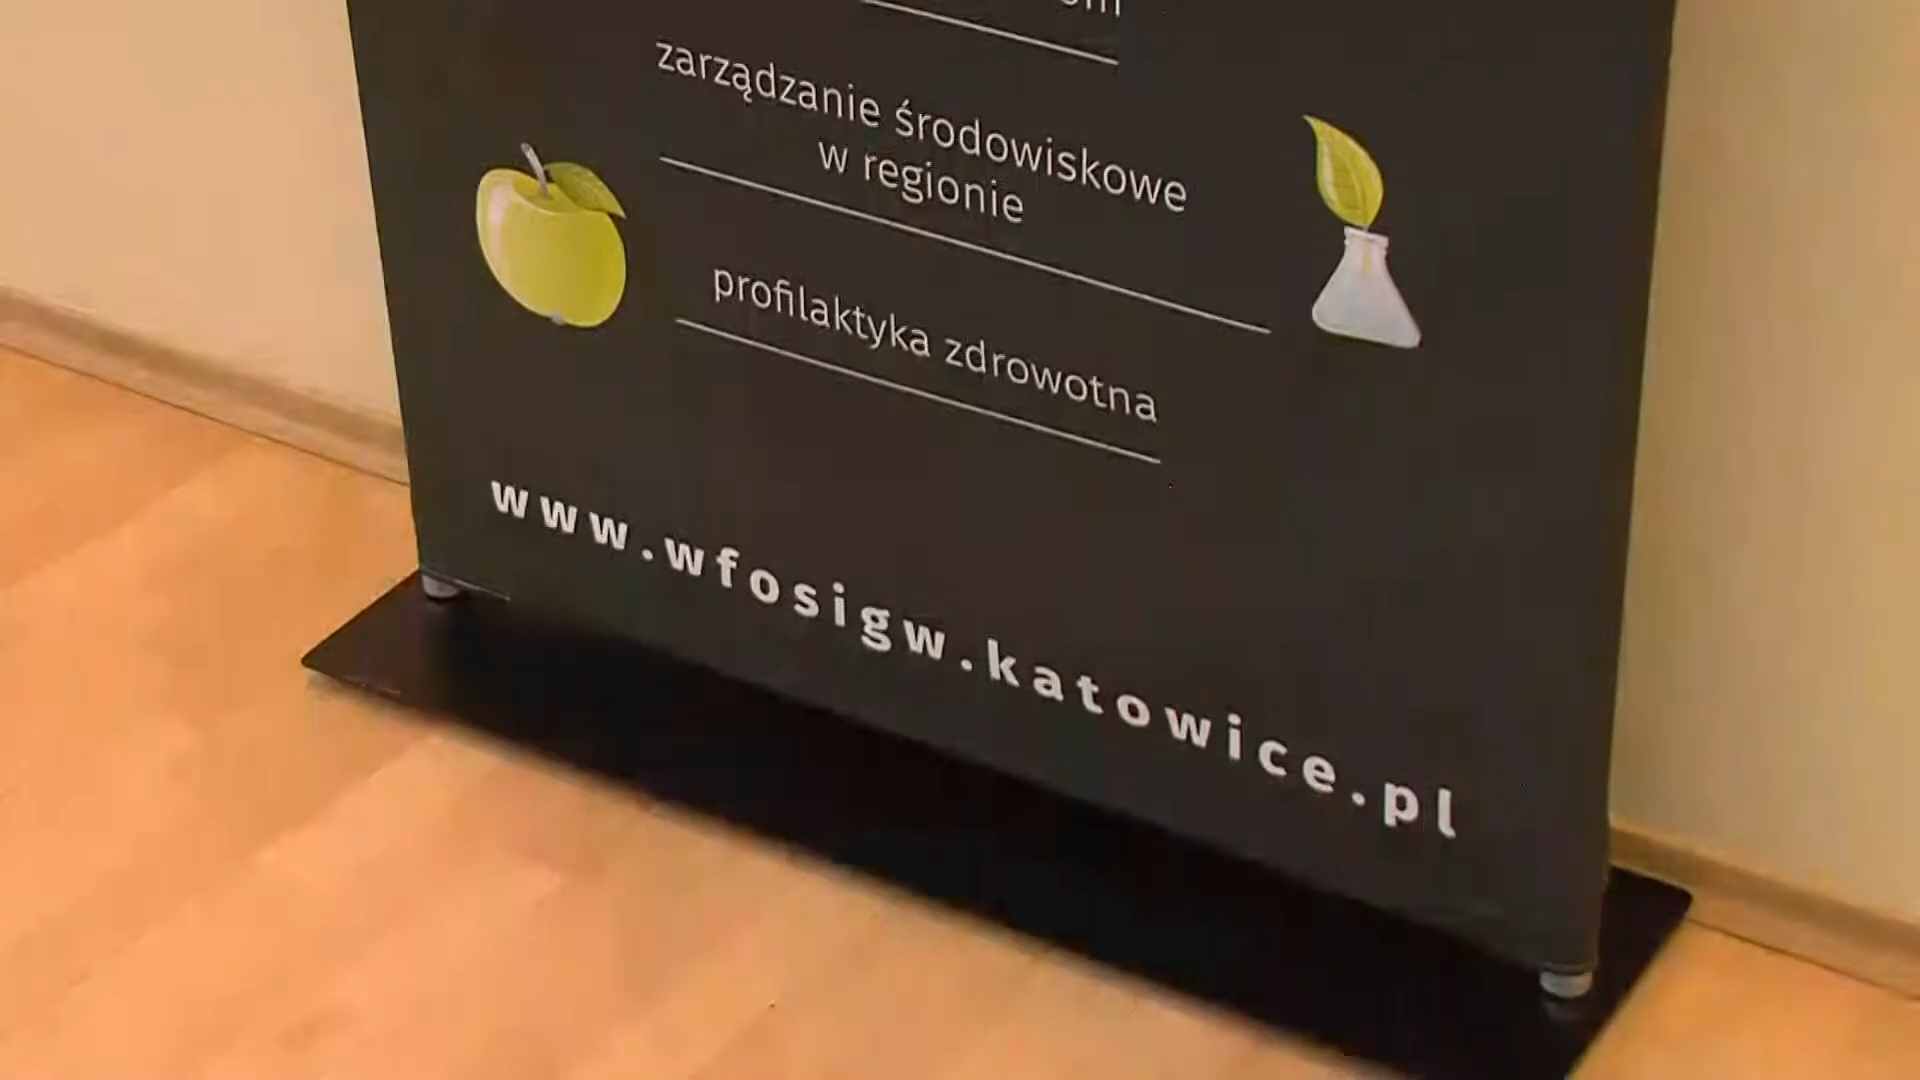 zarządzanie środowiskowe
w regionie
profilaktyka zdrowotna
www.wfosigw.katowice.pl